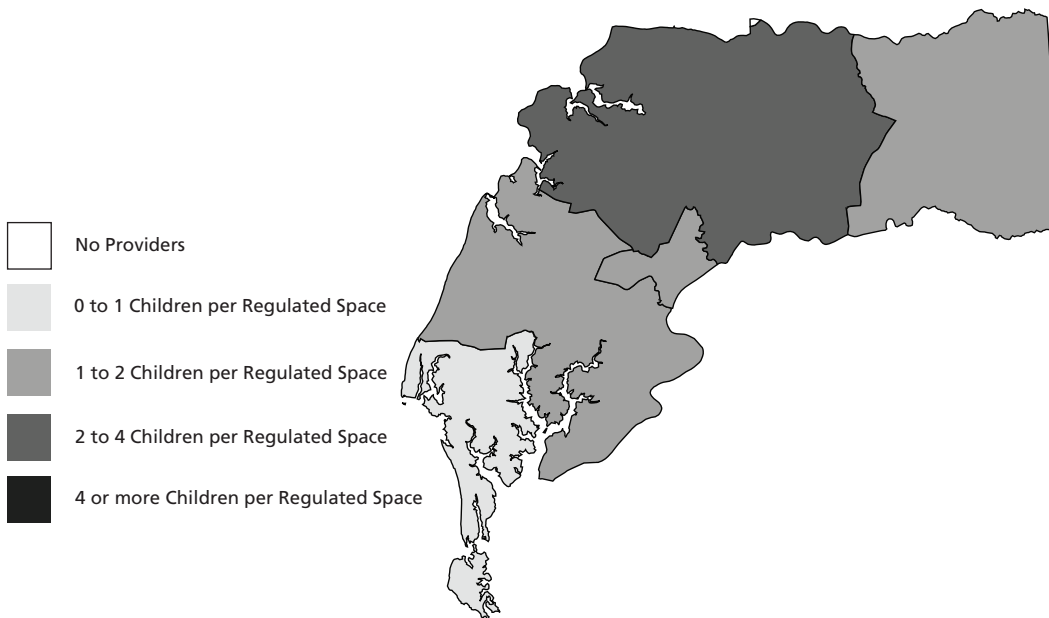 No Providers
0 to 1 Children per Regulated Space
1 to 2 Children per Regulated Space
2 to 4 Children per Regulated Space
4 or more Children per Regulated Space